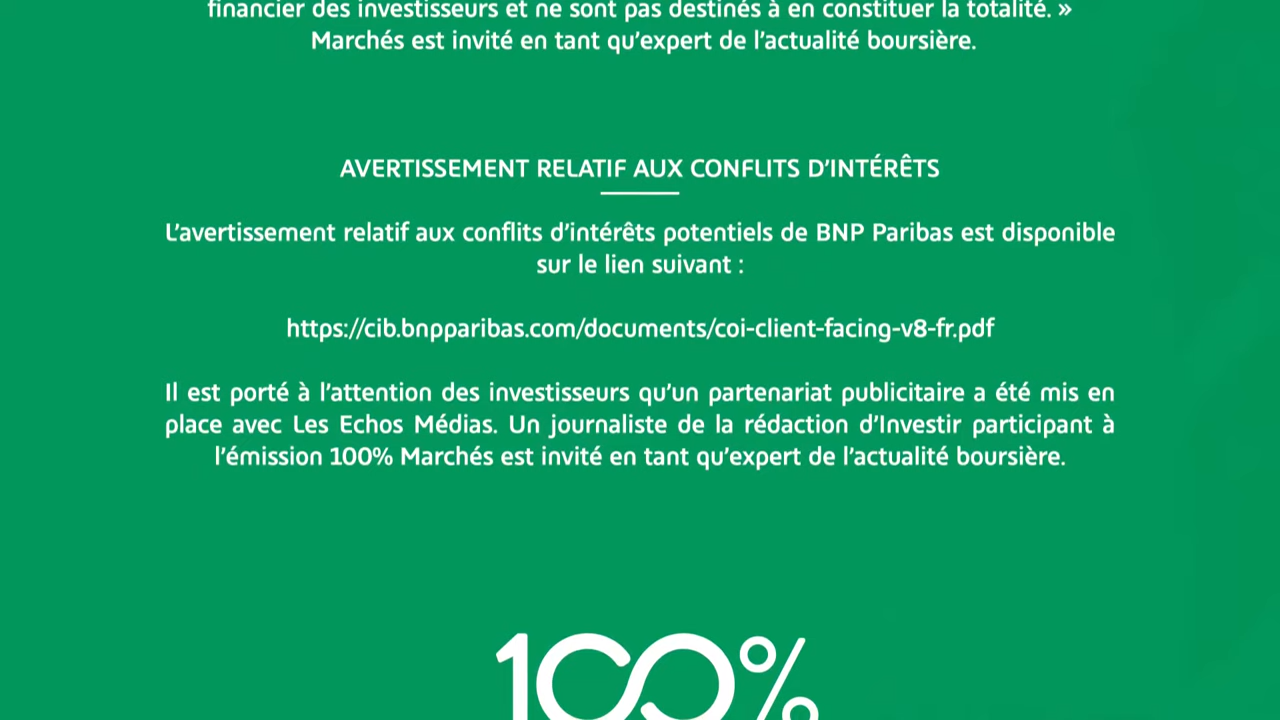 financier des investisseurs et ne sont pas destinés à en constituer la totalité. »
Marchés est invité en tant qu’expert de l’actualité boursière.
AVERTISSEMENT RELATIF AUX CONFLITS D’INTÉRÊTS
L’avertissement relatif aux conflits d’intérêts potentiels de BNP Paribas est disponible
sur le lien suivant :
https://cib.bnpparibas.com/documents/coi-client-facing-v8-fr.pdf
Il est porté à l’attention des investisseurs qu’un partenariat publicitaire a été mis en
place avec Les Echos Médias. Un journaliste de la rédaction d’Investir participant à
l’émission 100% Marchés est invité en tant qu’expert de l’actualité boursière.
100%